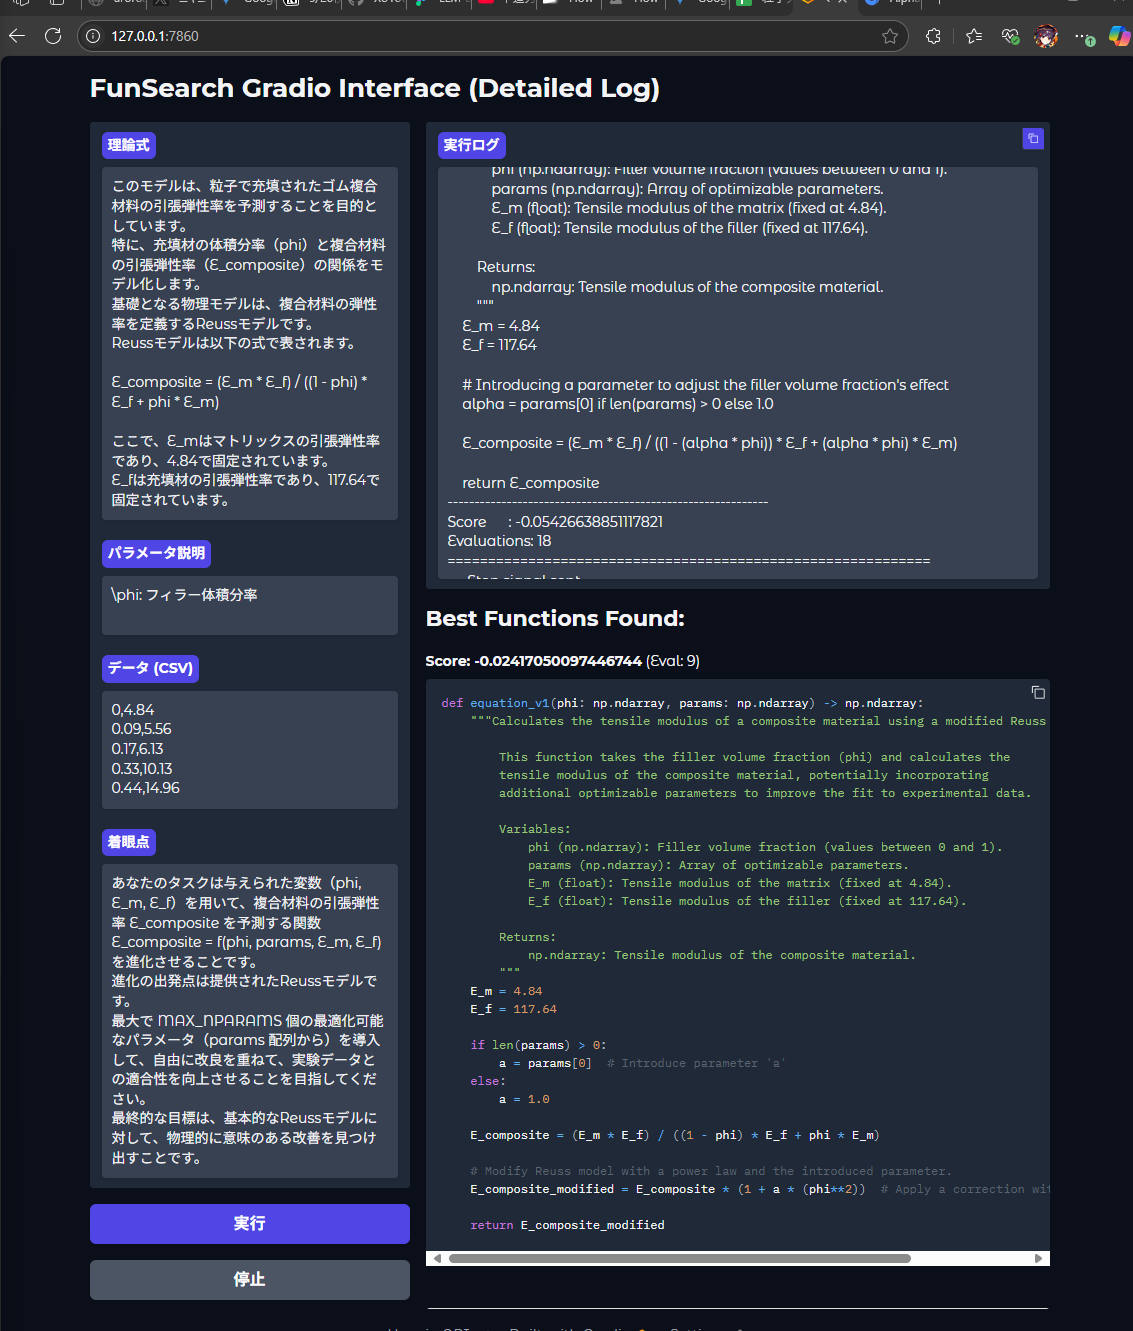 127.0.0.1:7860
FunSearch Gradio Interface (Detailed Log)
理論式
このモデルは、粒子で充填されたゴム複合
材料の引張弾性率を予測することを目的と
しています。
特に、充填材の体積分率（phi）と複合材料
の引張弾性率（E_composite）の関係をモ
デル化します。
基礎となる物理モデルは、複合材料の弾性
率を定義するReussモデルです。
Reussモデルは以下の式で表されます。
E_composite = (E_m * E_f) / ((1 - phi) *
E_f + phi * E_m)
ここで、E_mはマトリックスの引張弾性率
であり、4.84で固定されています。
E_fは充填材の引張弾性率であり、117.64で
固定されています。
パラメータ説明
\phi: フィラー体積分率
データ (CSV)
0,4.84
0.09,5.56
0.17,6.13
0.33,10.13
0.44,14.96
着眼点
あなたのタスクは与えられた変数（phi,
E_m, E_f）を用いて、複合材料の引張弾性
率 E_composite を予測する関数
E_composite = f(phi, params, E_m, E_f)
を進化させることです。
進化の出発点は提供されたReussモデルで
す。
最大で MAX_NPARAMS 個の最適化可能
なパラメータ（params 配列から）を導入
して、自由に改良を重ねて、実験データと
の適合性を向上させることを目指してくだ
さい。
最終的な目標は、基本的なReussモデルに
対して、物理的に意味のある改善を見つけ
出すことです。
実行
停止
実行ログ
phi (np.ndarray): Filler volume fraction (values between 0 and 1).
params (np.ndarray): Array of optimizable parameters.
E_m (float): Tensile modulus of the matrix (fixed at 4.84).
E_f (float): Tensile modulus of the filler (fixed at 117.64).
Returns:
np.ndarray: Tensile modulus of the composite material.
"""
E_m = 4.84
E_f = 117.64
# Introducing a parameter to adjust the filler volume fraction's effect
alpha = params[0] if len(params) > 0 else 1.0
E_composite = (E_m * E_f) / ((1 - (alpha * phi)) * E_f + (alpha * phi) * E_m)
return E_composite
------------------------------------------------------------
Score : -0.05426638851117821
Evaluations: 18
============================================================
Stop signal sent
Best Functions Found:
Score: -0.02417050097446744 (Eval: 9)
def equation_v1(phi: np.ndarray, params: np.ndarray) -> np.ndarray:
"""Calculates the tensile modulus of a composite material using a modified Reuss
This function takes the filler volume fraction (phi) and calculates the
tensile modulus of the composite material, potentially incorporating
additional optimizable parameters to improve the fit to experimental data.
Variables:
phi (np.ndarray): Filler volume fraction (values between 0 and 1).
params (np.ndarray): Array of optimizable parameters.
E_m (float): Tensile modulus of the matrix (fixed at 4.84).
E_f (float): Tensile modulus of the filler (fixed at 117.64).
Returns:
np.ndarray: Tensile modulus of the composite material.
"""
E_m = 4.84
E_f = 117.64
if len(params) > 0:
a = params[0]  # Introduce parameter 'a'
else:
a = 1.0
E_composite = (E_m * E_f) / ((1 - phi) * E_f + phi * E_m)
# Modify Reuss model with a power law and the introduced parameter.
E_composite_modified = E_composite * (1 + a * (phi**2))  # Apply a correction wi
return E_composite_modified